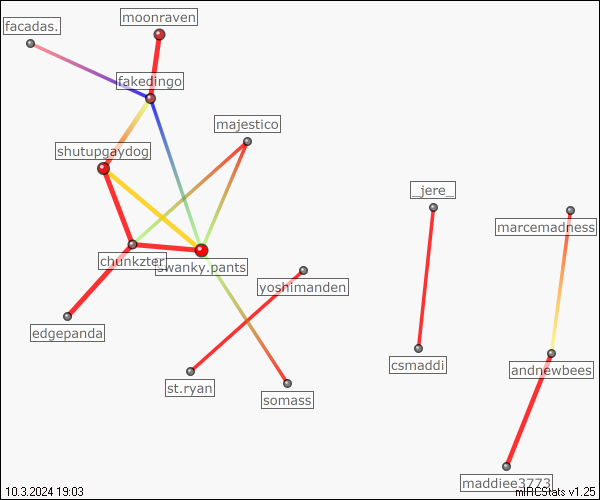 moonraven
facadas.
fakedingo
majestico
shutupgaydog
_jere_
marcemadness
chunkzter
swanky.pants
yoshimanden
edgepanda
csmaddi
andnewbees
st.ryan
somass
maddiee3773
10.3.2024 19:03
mIRCStats v1.25